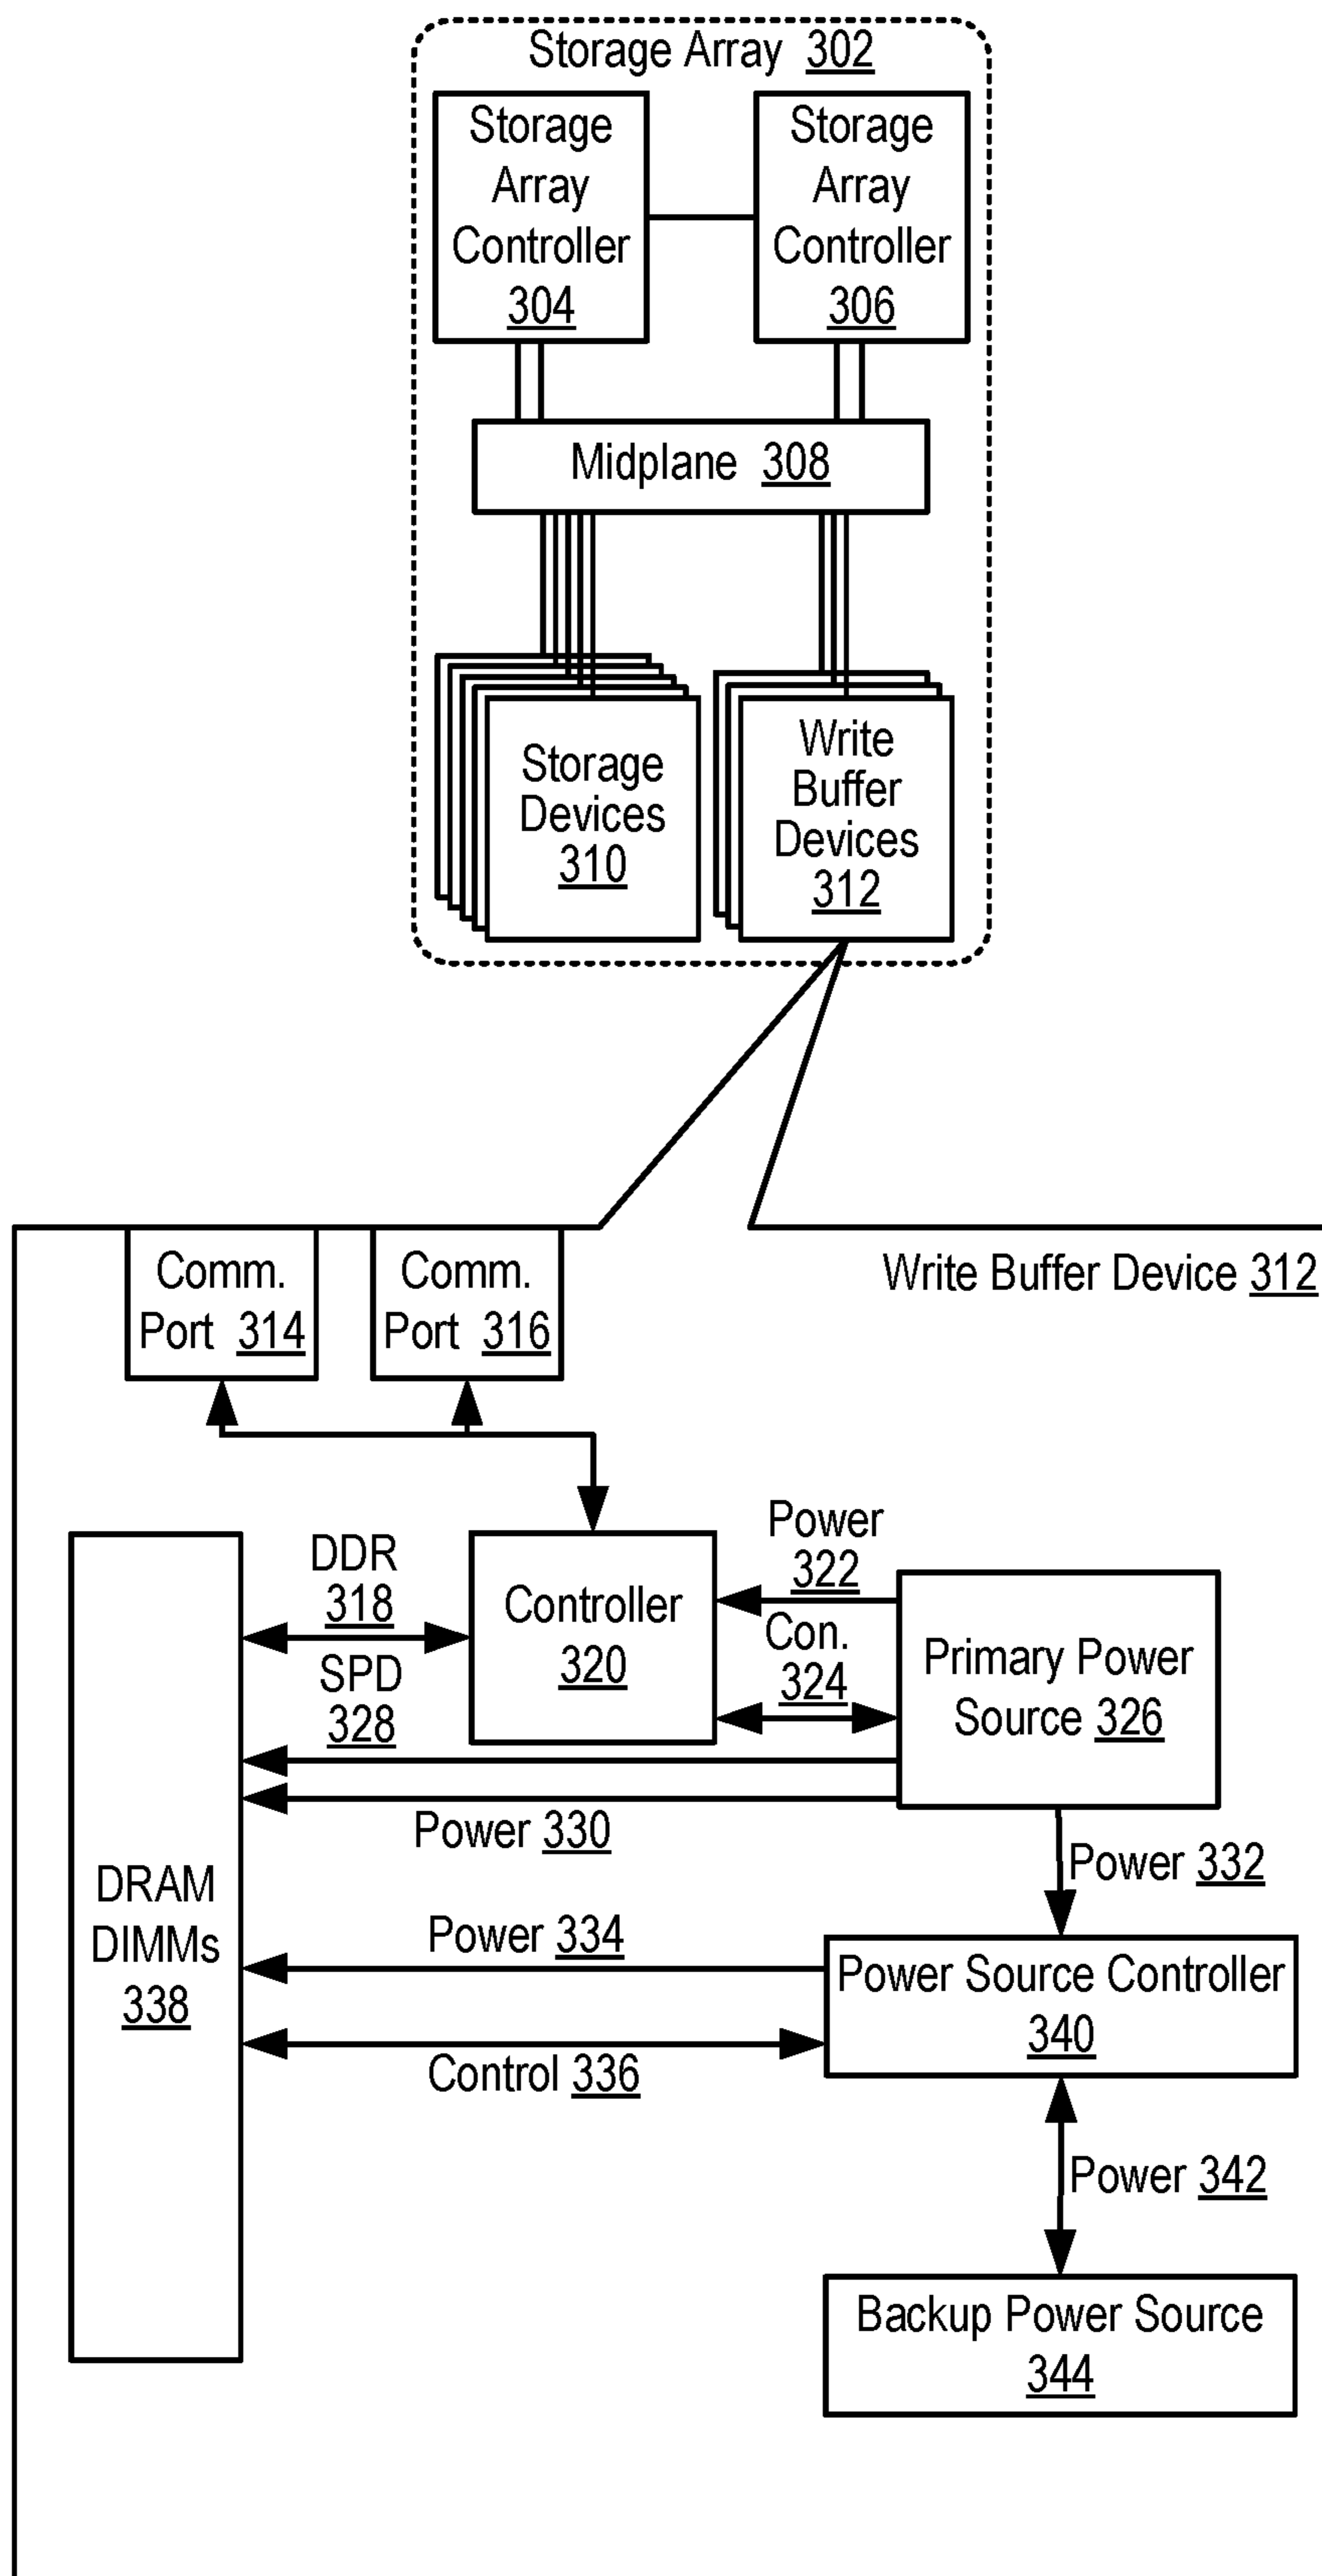 Storage Array 302
Storage
Array
Controller
304
Storage
Array
Controller
306
Midplane 308
Storage
Devices
310
Write
Buffer
Devices
312
Write Buffer Device 312
Comm.
Port 314
Comm.
Port 316
DDR
318
SPD
328
Controller
320
Power
322
Con.
324
Primary Power
Source 326
Power 330
Power 332
DRAM
DIMMs
338
Power 334
Control 336
Power Source Controller
340
Power 342
Backup Power Source
344